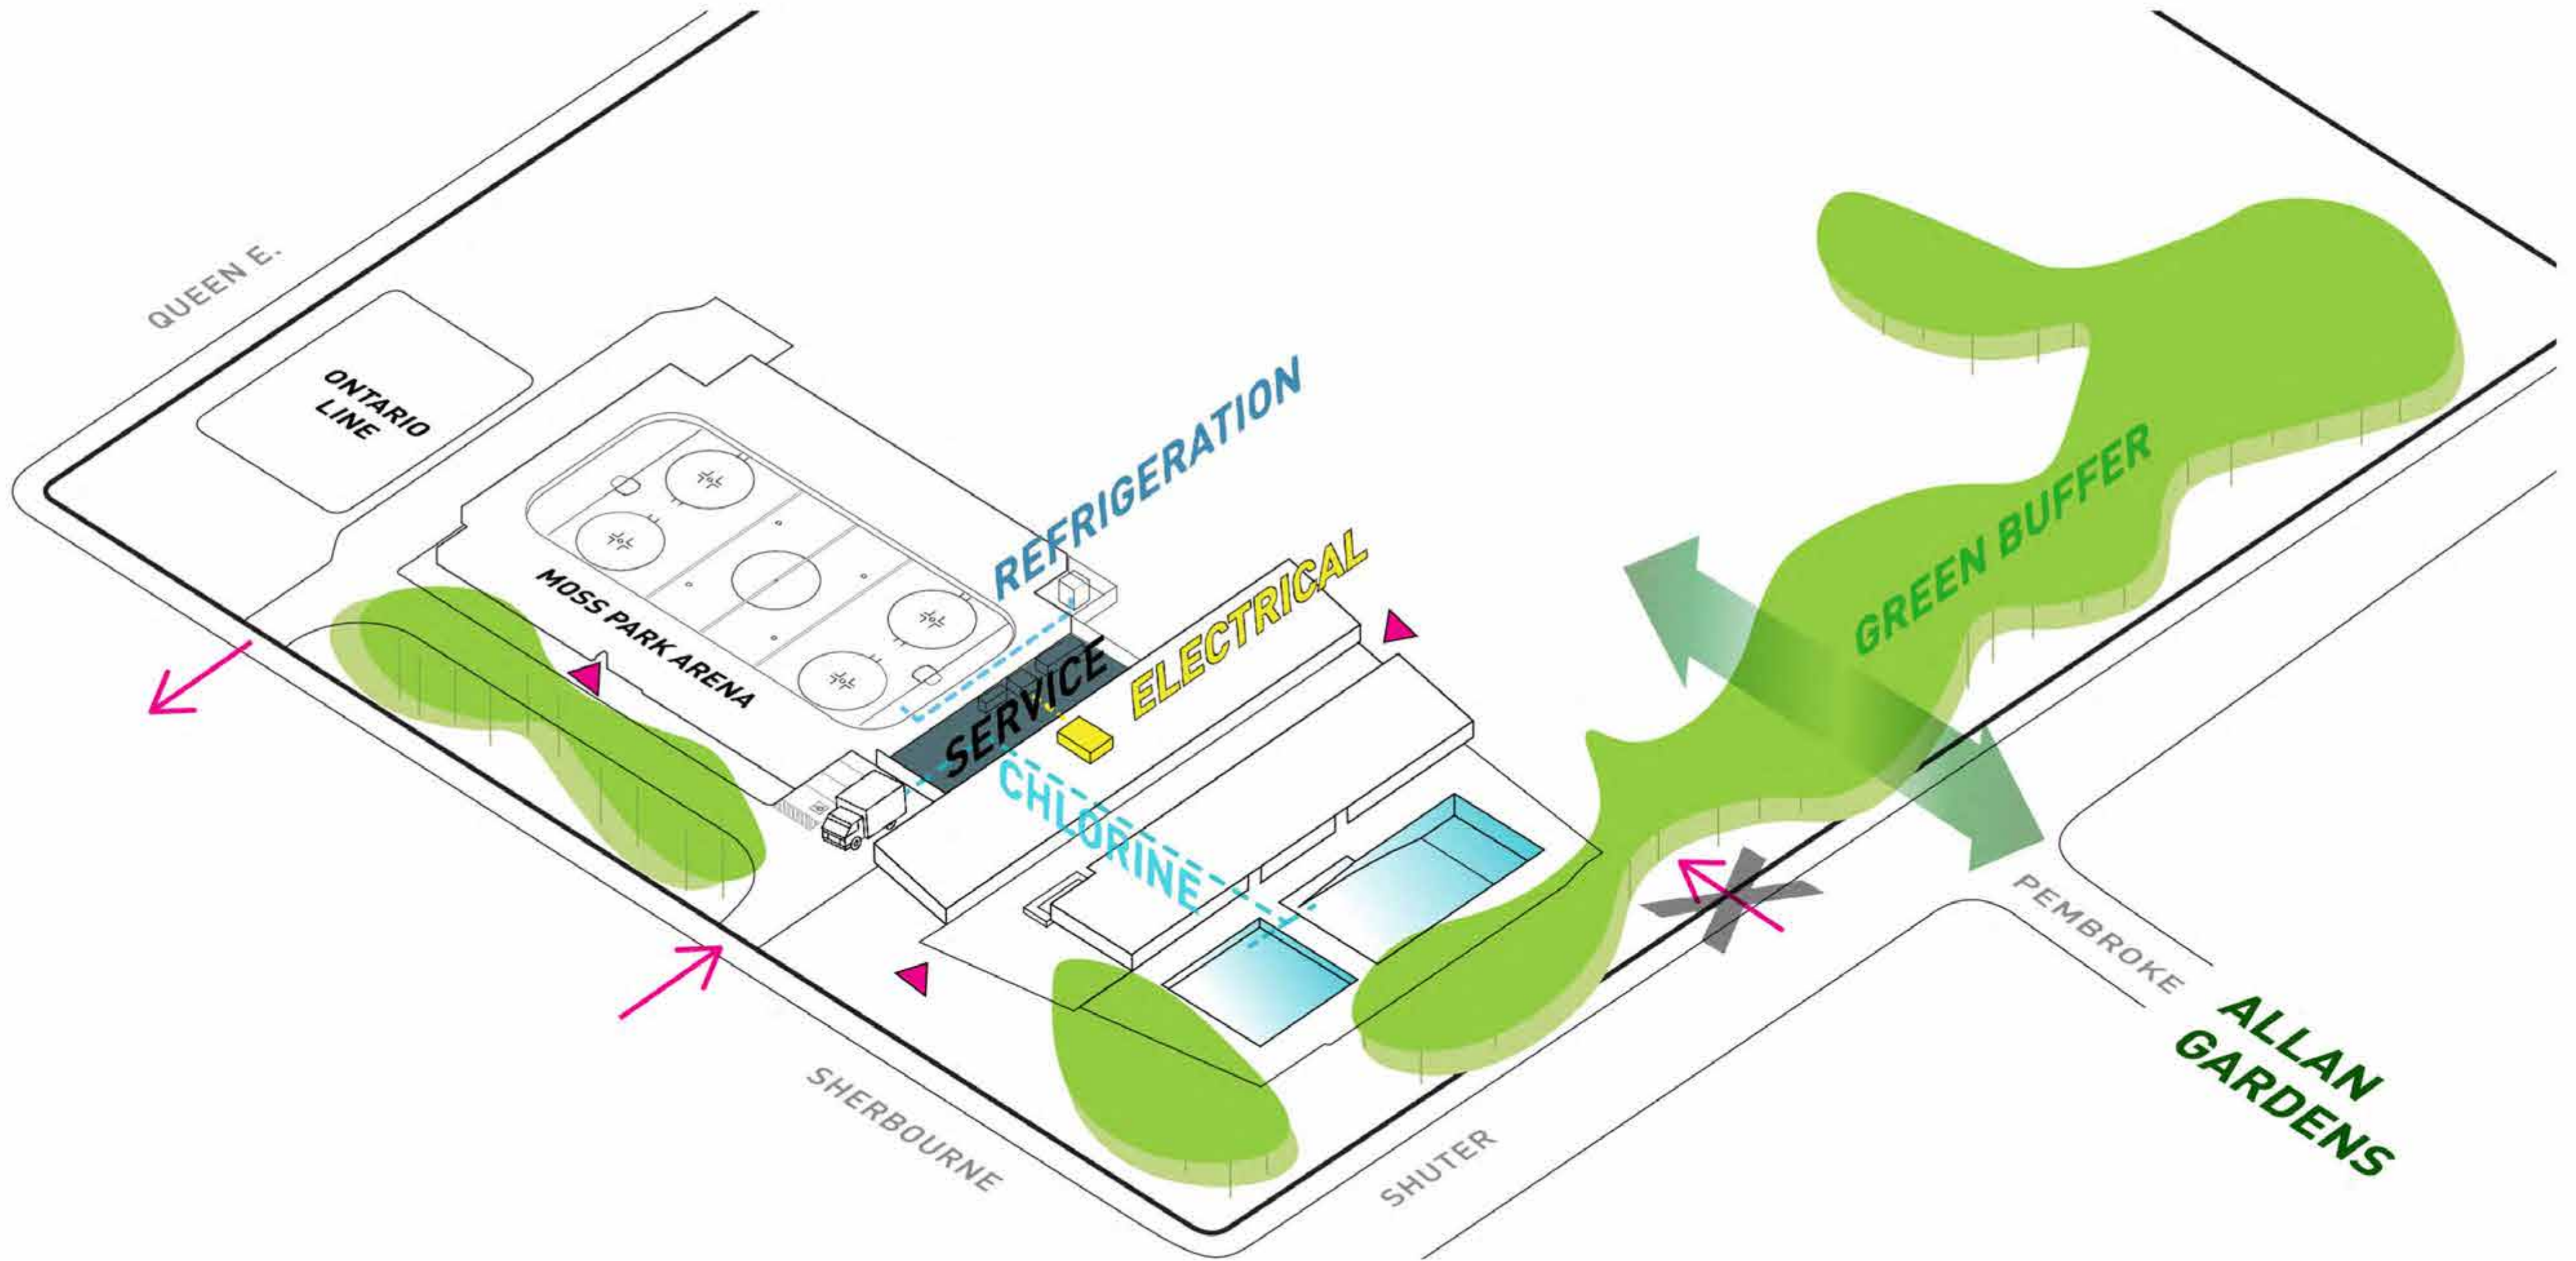 QUEEN E.
ONTARIO
LINE
MOSS PARK ARENA
REFRIGERATION
SERVICE
ELECTRICAL
CHLORINE
GREEN BUFFER
PEMBROKE
ALLAN
GARDENS
SHERBOURNE
SHUTER